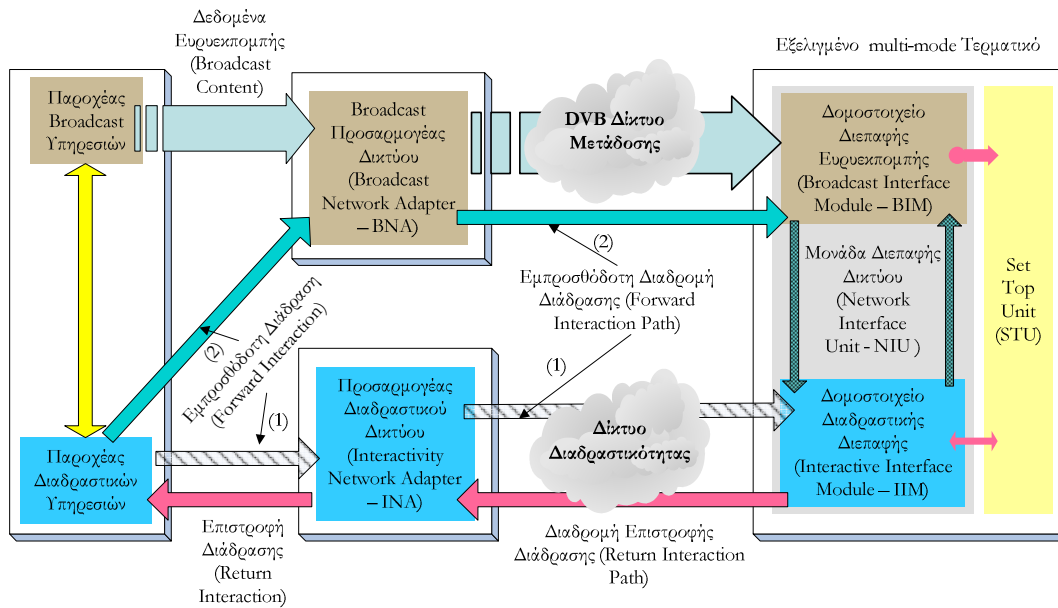 Δεδομένα
Ευρυεκπομπής
(Broadcast
Content)
Εξελιγμένο multi-mode Τερματικό
Παροχέας
Broadcast
Υπηρεσιών
Broadcast
Προσαρμογέας
Δικτύου
(Broadcast
Network Adapter
– BNA)
DVB Δίκτυο
Μετάδοσης
Δομοστοιχείο
Διεπαφής
Ευρυεκπομπής
(Broadcast Interface
Module – BIM)
(2)
Εμπροσθόδοτη Διαδρομή
Διάδρασης (Forward
Interaction Path)
(1)
Μονάδα Διεπαφής
Δικτύου
(Network
Interface
Unit - NIU )
Set
Top
Unit
(STU)
(2)
Εμπροσθόδοτη Διάδραση
(Forward Interaction)
(1)
Παροχέας
Διαδραστικών
Υπηρεσιών
Προσαρμογέας
Διαδραστικού
Δικτύου
(Interactivity
Network Adapter
– INA)
Δίκτυο
Διαδραστικότητας
Δομοστοιχείο
Διαδραστικής
Διεπαφής
(Interactive Interface
Module – IIM)
Επιστροφή
Διάδρασης
(Return
Interaction)
Διαδρομή Επιστροφής
Διάδρασης (Return Interaction
Path)